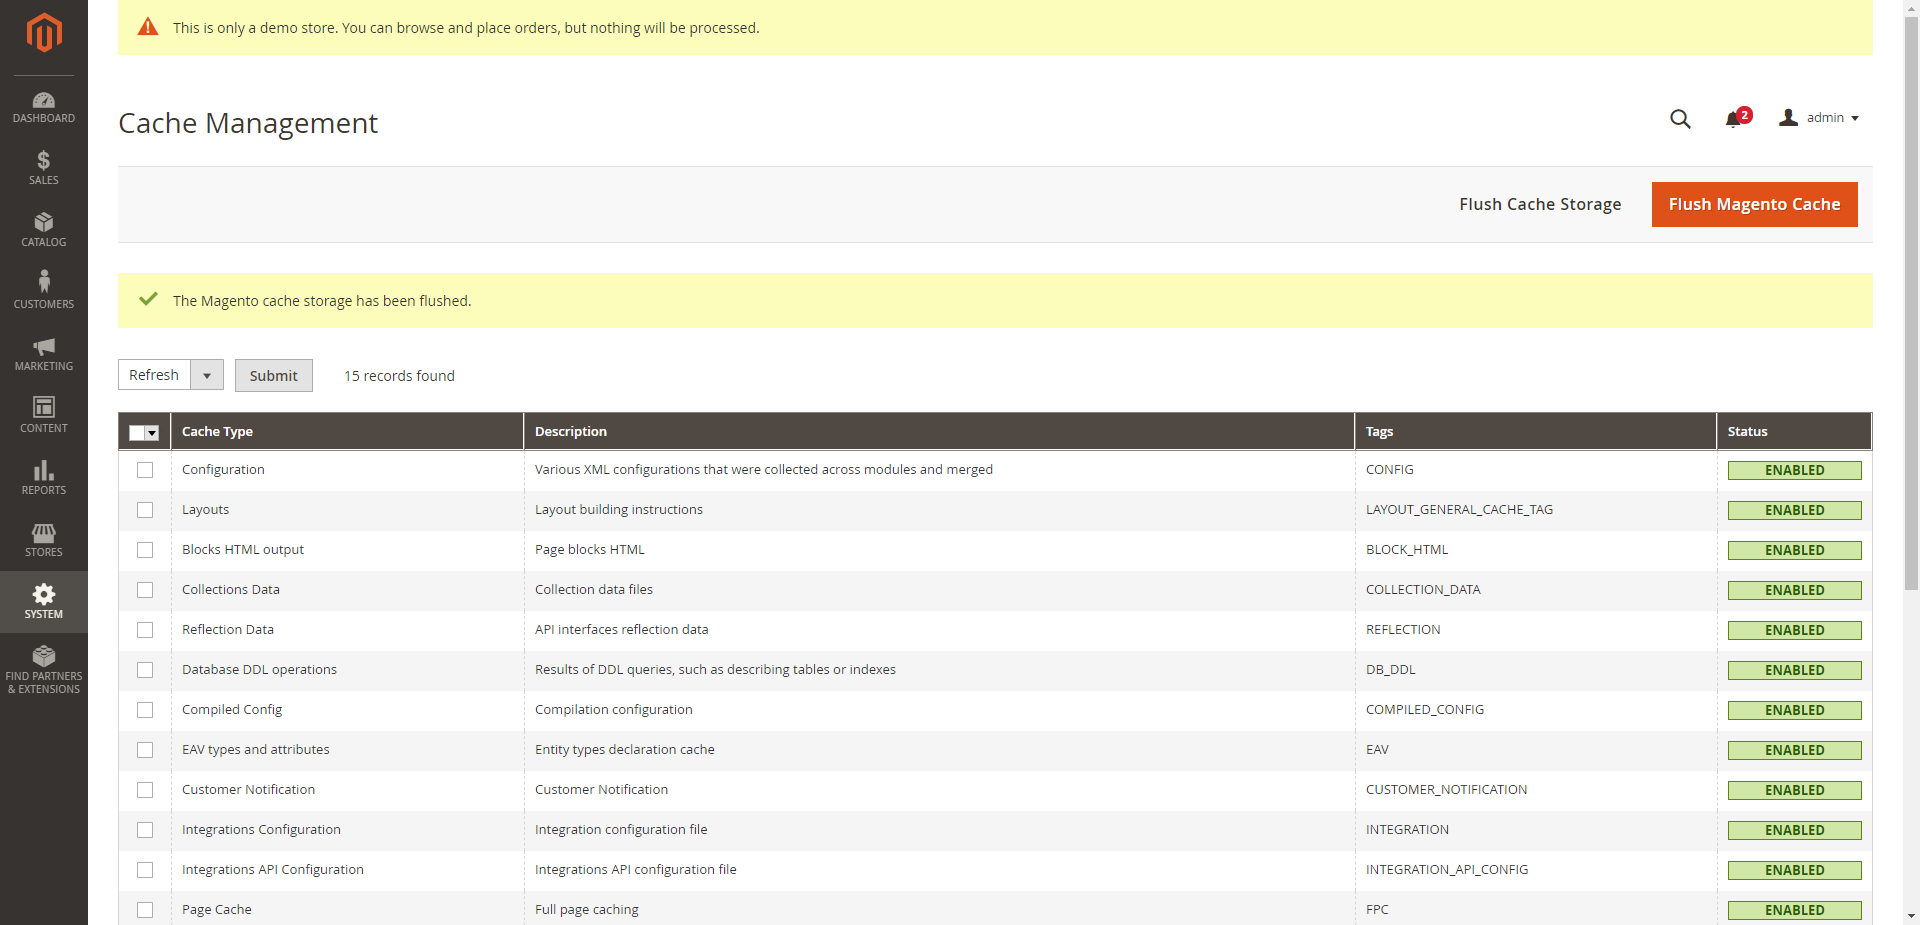 This is only a demo store. You can browse and place orders, but nothing will be processed.
DASHBOARD
SALES
CATALOG
CUSTOMERS
MARKETING
CONTENT
REPORTS
STORES
SYSTEM
FIND PARTNERS
& EXTENSIONS
Cache Management
2
admin
Flush Cache Storage
Flush Magento Cache
The Magento cache storage has been flushed.
Refresh
Submit
15 records found
Cache Type Description Tags Status
Configuration Various XML configurations that were collected across modules and merged CONFIG ENABLED
Layouts Layout building instructions LAYOUT_GENERAL_CACHE_TAG ENABLED
Blocks HTML output Page blocks HTML BLOCK_HTML ENABLED
Collections Data Collection data files COLLECTION_DATA ENABLED
Reflection Data API interfaces reflection data REFLECTION ENABLED
Database DDL operations Results of DDL queries, such as describing tables or indexes DB_DDL ENABLED
Compiled Config Compilation configuration COMPILED_CONFIG ENABLED
EAV types and attributes Entity types declaration cache EAV ENABLED
Customer Notification Customer Notification CUSTOMER_NOTIFICATION ENABLED
Integrations Configuration Integration configuration file INTEGRATION ENABLED
Integrations API Configuration Integrations API configuration file INTEGRATION_API_CONFIG ENABLED
Page Cache Full page caching FPC ENABLED